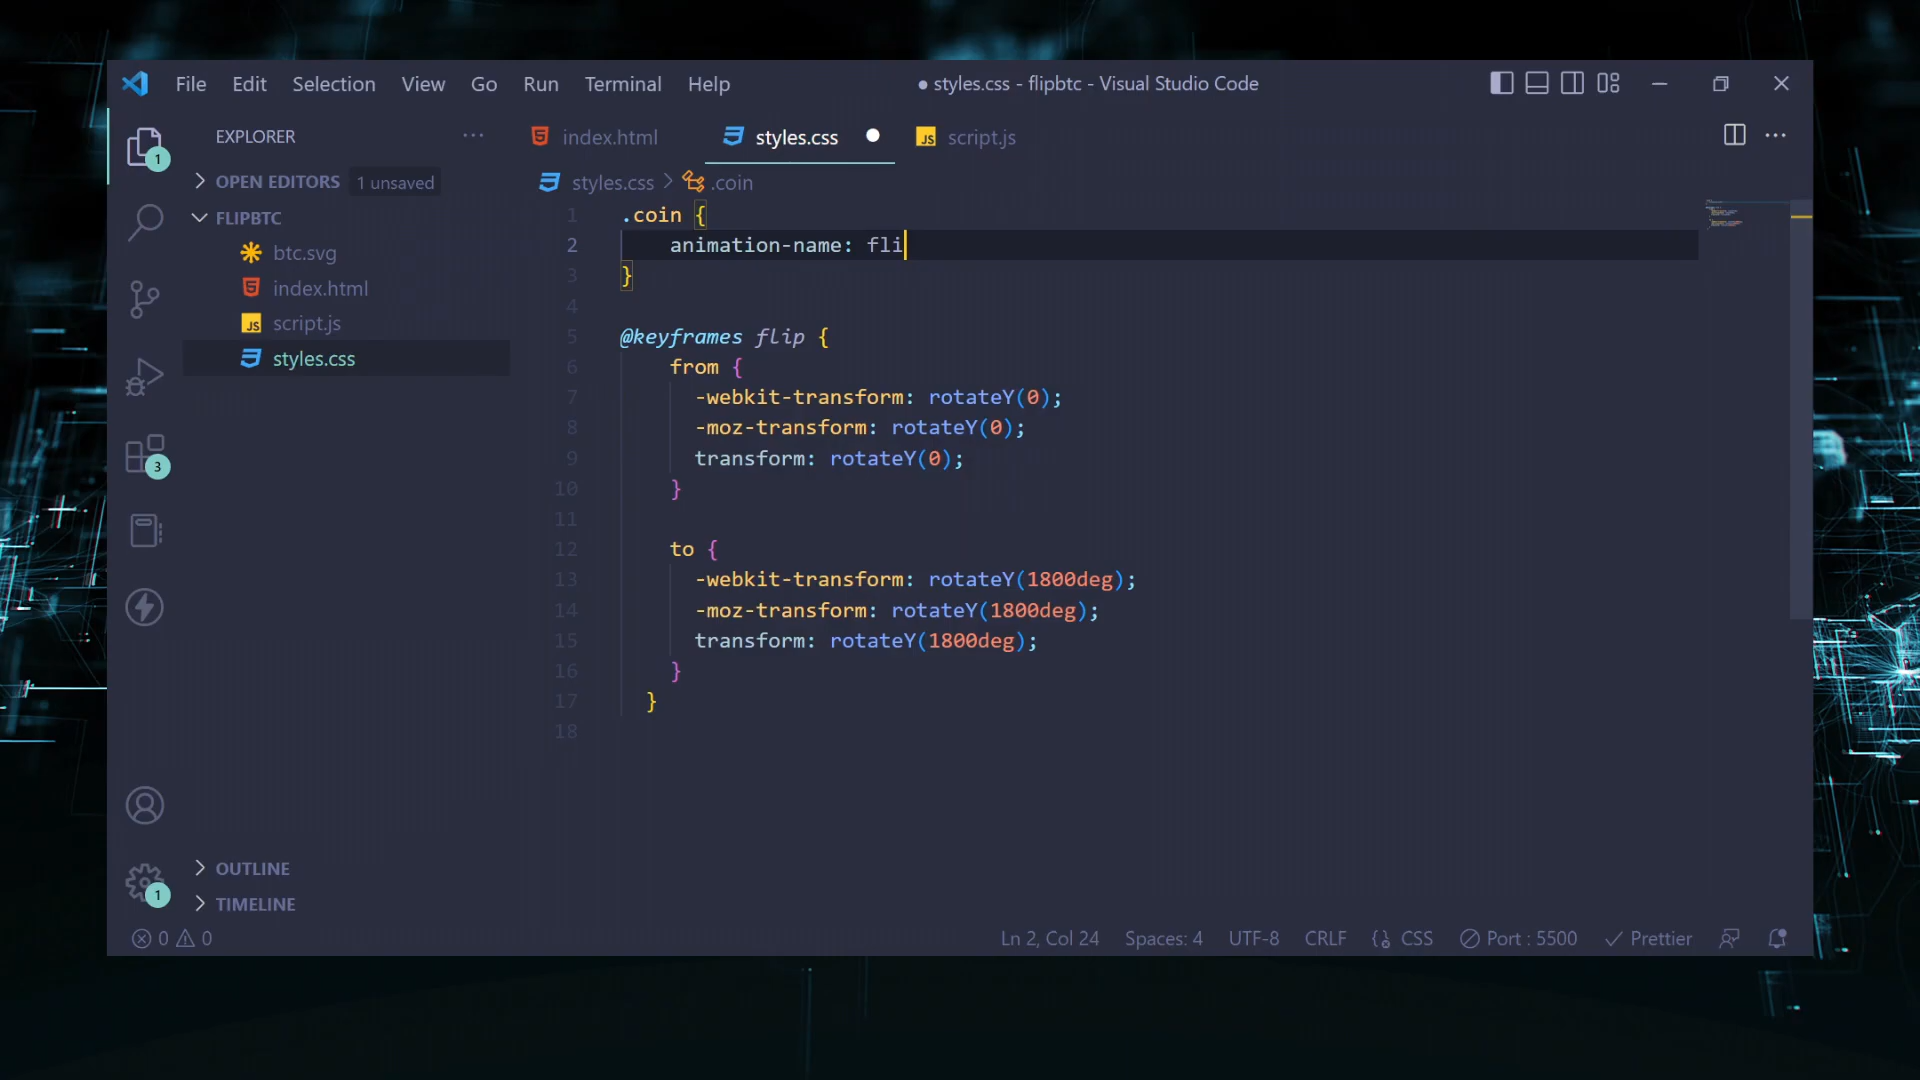 File Edit Selection View Go Run Terminal Help
● styles.css - flipbtc - Visual Studio Code
EXPLORER
OPEN EDITORS 1 unsaved
FLIPBTC
btc.svg
index.html
script.js
styles.css
OUTLINE
TIMELINE
1
3
1
index.html styles.css JS script.js
styles.css > .coin
1 .coin {
2 animation-name: fli
3 }
4
5 @keyframes flip {
6 from {
7 -webkit-transform: rotateY(0);
8 -moz-transform: rotateY(0);
9 transform: rotateY(0);
10 }
11
12 to {
13 -webkit-transform: rotateY(1800deg);
14 -moz-transform: rotateY(1800deg);
15 transform: rotateY(1800deg);
16 }
17 }
18
0 0 Ln 2, Col 24 Spaces: 4 UTF-8 CRLF {} CSS Port : 5500 Prettier